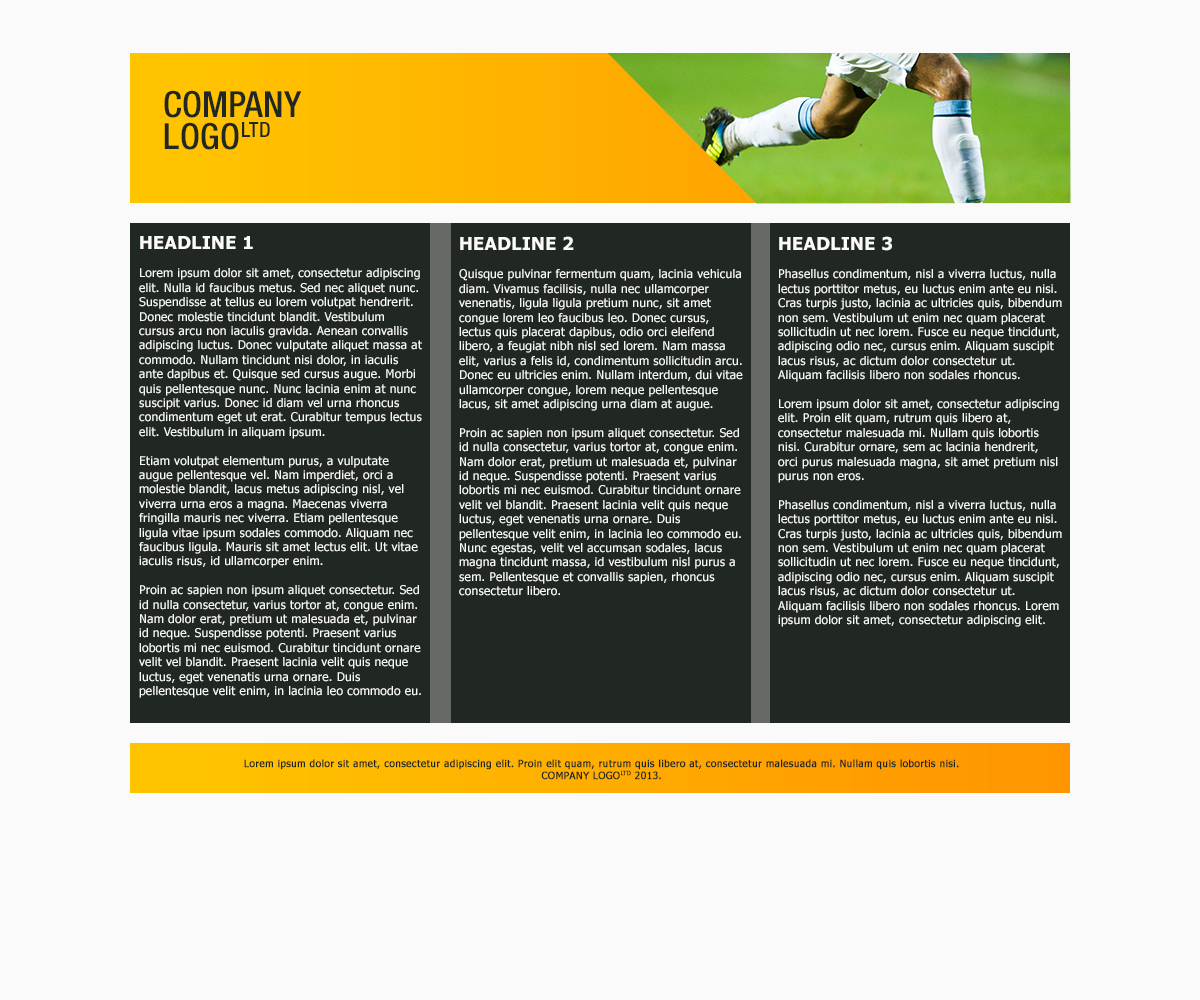 COMPANY
LOGOLTD
HEADLINE 1
Lorem ipsum dolor sit amet, consectetur adipiscing
elit. Nulla id faucibus metus. Sed nec aliquet nunc.
Suspendisse at tellus eu lorem volutpat hendrerit.
Donec molestie tincidunt blandit. Vestibulum
cursus arcu non iaculis gravida. Aenean convallis
adipiscing luctus. Donec vulputate aliquet massa at
commodo. Nullam tincidunt nisi dolor, in iaculis
ante dapibus et. Quisque sed cursus augue. Morbi
quis pellentesque nunc. Nunc lacinia enim at nunc
suscipit varius. Donec id diam vel urna rhoncus
condimentum eget ut erat. Curabitur tempus lectus
elit. Vestibulum in aliquam ipsum.
Etiam volutpat elementum purus, a vulputate
augue pellentesque vel. Nam imperdiet, orci a
molestie blandit, lacus metus adipiscing nisl, vel
viverra urna eros a magna. Maecenas viverra
fringilla mauris nec viverra. Etiam pellentesque
ligula vitae ipsum sodales commodo. Aliquam nec
faucibus ligula. Mauris sit amet lectus elit. Ut vitae
iaculis risus, id ullamcorper enim.
Proin ac sapien non ipsum aliquet consectetur. Sed
id nulla consectetur, varius tortor at, congue enim.
Nam dolor erat, pretium ut malesuada et, pulvinar
id neque. Suspendisse potenti. Praesent varius
lobortis mi nec euismod. Curabitur tincidunt ornare
velit vel blandit. Praesent lacinia velit quis neque
luctus, eget venenatis urna ornare. Duis
pellentesque velit enim, in lacinia leo commodo eu.
HEADLINE 2
Quisque pulvinar fermentum quam, lacinia vehicula
diam. Vivamus facilisis, nulla nec ullamcorper
venenatis, ligula ligula pretium nunc, sit amet
congue lorem leo faucibus leo. Donec cursus,
lectus quis placerat dapibus, odio orci eleifend
libero, a feugiat nibh nisl sed lorem. Nam massa
elit, varius a felis id, condimentum sollicitudin arcu.
Donec eu ultricies enim. Nullam interdum, dui vitae
ullamcorper congue, lorem neque pellentesque
lacus, sit amet adipiscing urna diam at augue.
Proin ac sapien non ipsum aliquet consectetur. Sed
id nulla consectetur, varius tortor at, congue enim.
Nam dolor erat, pretium ut malesuada et, pulvinar
id neque. Suspendisse potenti. Praesent varius
lobortis mi nec euismod. Curabitur tincidunt ornare
velit vel blandit. Praesent lacinia velit quis neque
luctus, eget venenatis urna ornare. Duis
pellentesque velit enim, in lacinia leo commodo eu.
Nunc egestas, velit vel accumsan sodales, lacus
magna tincidunt massa, id vestibulum nisl purus a
sem. Pellentesque et convallis sapien, rhoncus
consectetur libero.
HEADLINE 3
Phasellus condimentum, nisl a viverra luctus, nulla
lectus porttitor metus, eu luctus enim ante eu nisi.
Cras turpis justo, lacinia ac ultricies quis, bibendum
non sem. Vestibulum ut enim nec quam placerat
sollicitudin ut nec lorem. Fusce eu neque tincidunt,
adipiscing odio nec, cursus enim. Aliquam suscipit
lacus risus, ac dictum dolor consectetur ut.
Aliquam facilisis libero non sodales rhoncus.
Lorem ipsum dolor sit amet, consectetur adipiscing
elit. Proin elit quam, rutrum quis libero at,
consectetur malesuada mi. Nullam quis lobortis
nisi. Curabitur ornare, sem ac lacinia hendrerit,
orci purus malesuada magna, sit amet pretium nisl
purus non eros.
Phasellus condimentum, nisl a viverra luctus, nulla
lectus porttitor metus, eu luctus enim ante eu nisi.
Cras turpis justo, lacinia ac ultricies quis, bibendum
non sem. Vestibulum ut enim nec quam placerat
sollicitudin ut nec lorem. Fusce eu neque tincidunt,
adipiscing odio nec, cursus enim. Aliquam suscipit
lacus risus, ac dictum dolor consectetur ut.
Aliquam facilisis libero non sodales rhoncus. Lorem
ipsum dolor sit amet, consectetur adipiscing elit.
Lorem ipsum dolor sit amet, consectetur adipiscing elit. Proin elit quam, rutrum quis libero at, consectetur malesuada mi. Nullam quis lobortis nisi.
COMPANY LOGOLTD 2013.